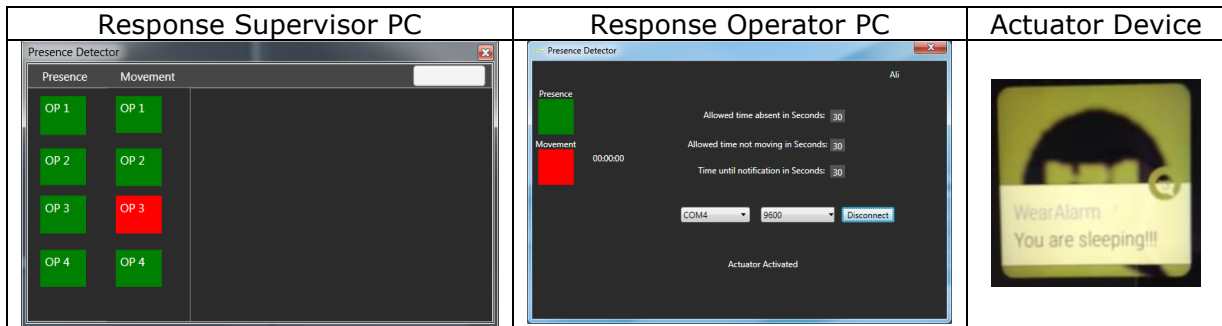 Response Supervisor PC
Response Operator PC
Actuator Device
Presence Detector
Presence Movement
OP 1 OP 1
OP 2 OP 2
OP 3 OP 3
OP 4 OP 4
Presence Detector
Ali
Presence
Allowed time absent in Seconds: 30
Movement
00:00:00
Allowed time not moving in Seconds: 30
Time until notification in Seconds: 30
COM4 9600 Disconnect
Actuator Activated
WearAlarm
You are sleeping!!!